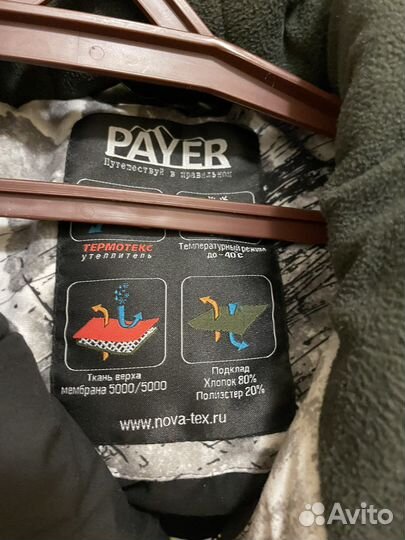 PAYER
Путешествуй в правильном
ТЕРМОТЕКС
утеплитель
Температурный режим
до -40°С
Ткань верха
мембрана 5000/5000
Подклад
Хлопок 80%
Полиэстер 20%
www.nova-tex.ru
Avito